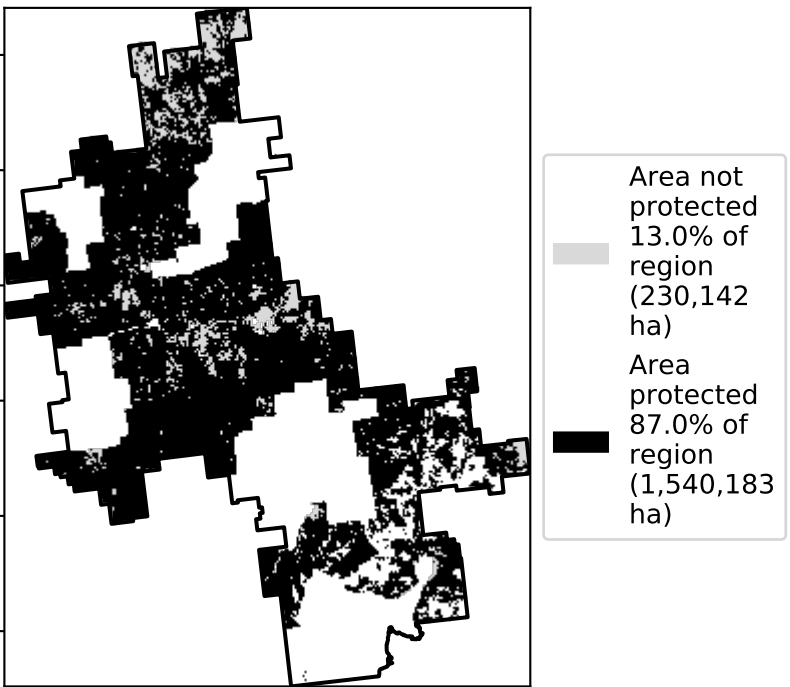 Area not
protected
13.0% of
region
(230,142
ha)
Area
protected
87.0% of
region
(1,540,183
ha)